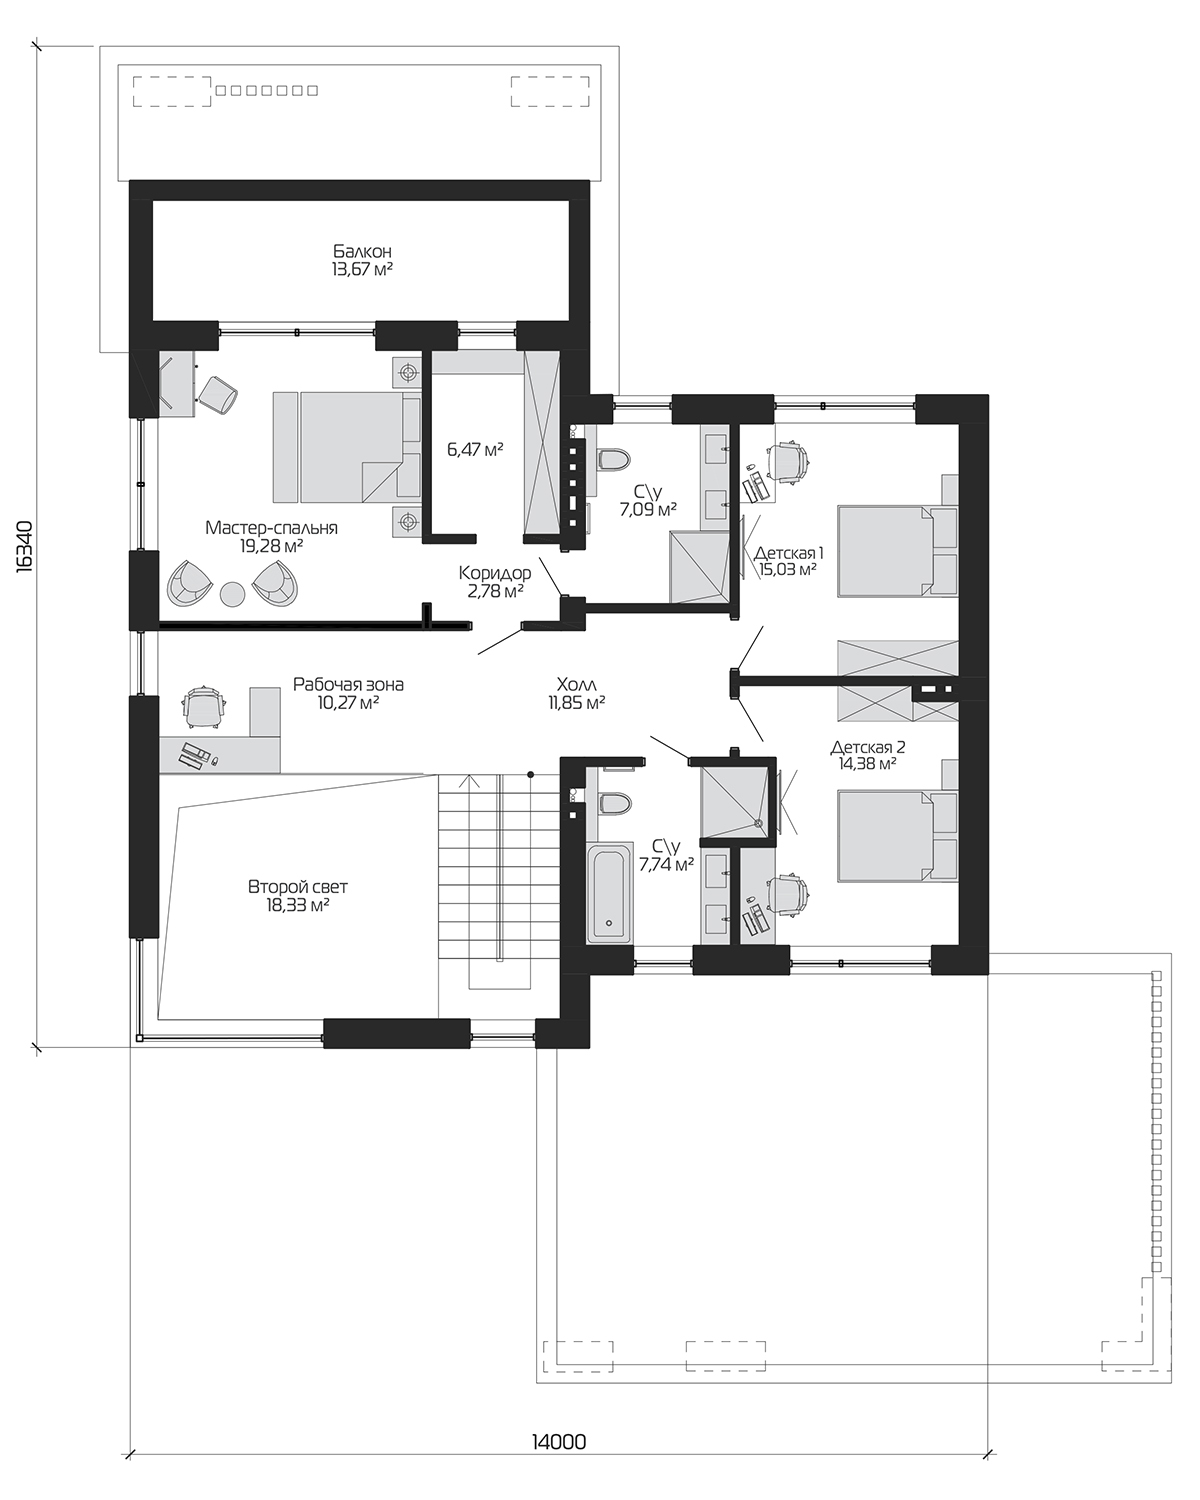 Балкон
13,67 м²
6,47 м²
С\у
7,09 м²
Мастер-спальня
19,28 м²
Детская 1
15,03 м²
Коридор
2,78 м²
16340
Рабочая зона
10,27 м²
Холл
11,85 м²
Детская 2
14,38 м²
С\у
7,74 м²
Второй свет
18,33 м²
14000